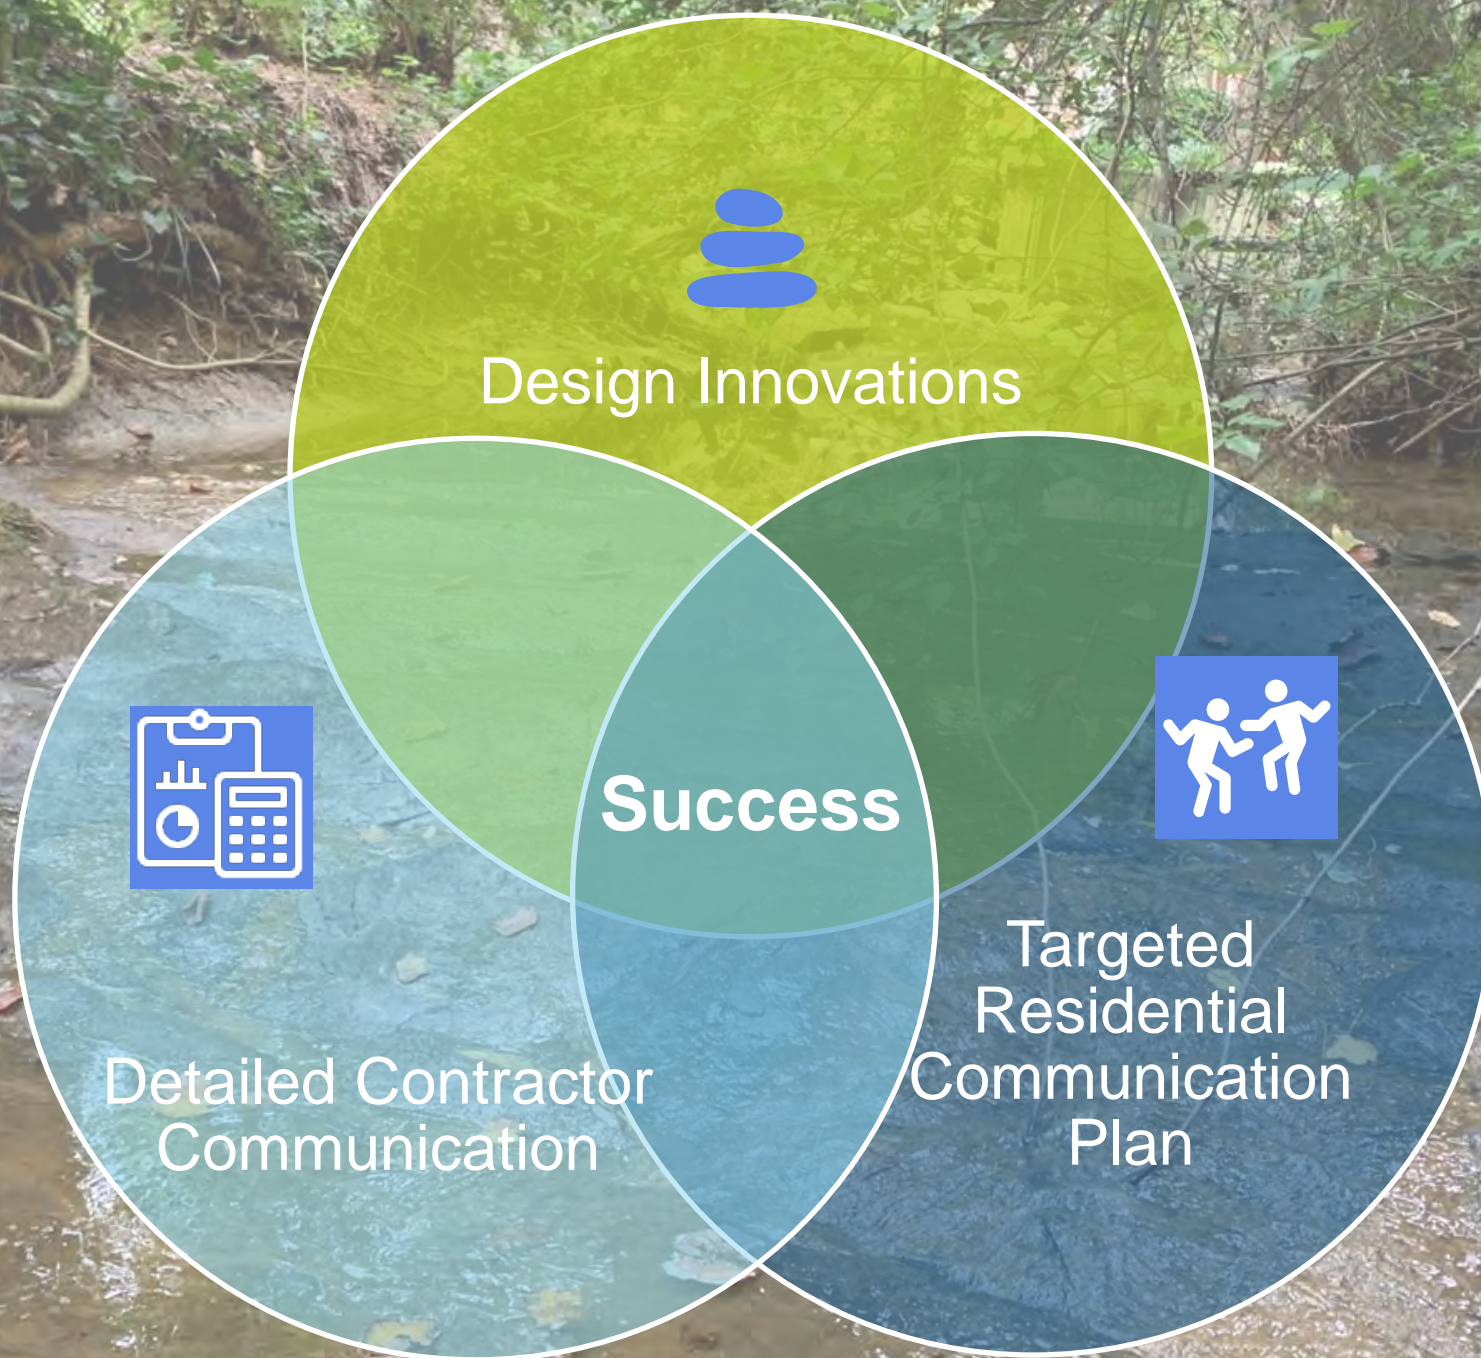 Design Innovations
Success
Detailed Contractor
Communication
Targeted
Residential
Communication
Plan